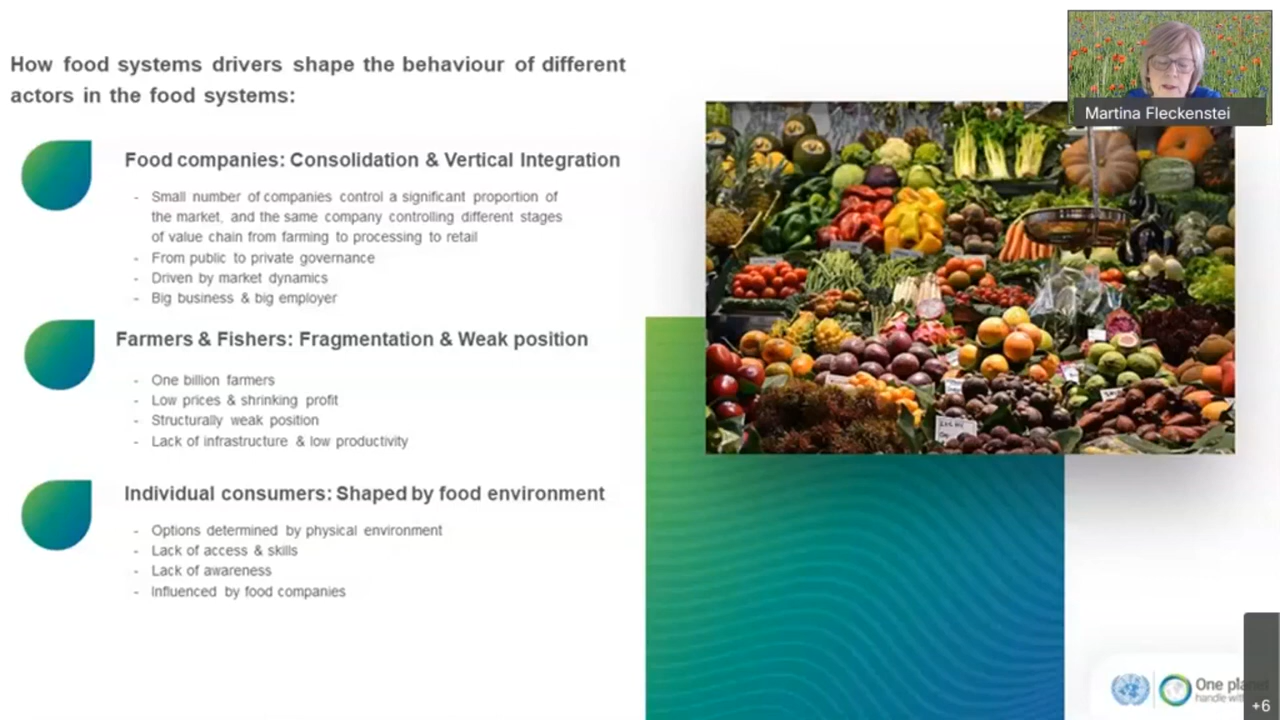 How food systems drivers shape the behaviour of different
actors in the food systems:
Food companies: Consolidation & Vertical Integration
- Small number of companies control a significant proportion of
the market, and the same company controlling different stages
of value chain from farming to processing to retail
- From public to private governance
- Driven by market dynamics
- Big business & big employer
Farmers & Fishers: Fragmentation & Weak position
- One billion farmers
- Low prices & shrinking profit
- Structurally weak position
- Lack of infrastructure & low productivity
Individual consumers: Shaped by food environment
- Options determined by physical environment
- Lack of access & skills
- Lack of awareness
- Influenced by food companies
Martina Fleckenstei
One planet
handle
+6